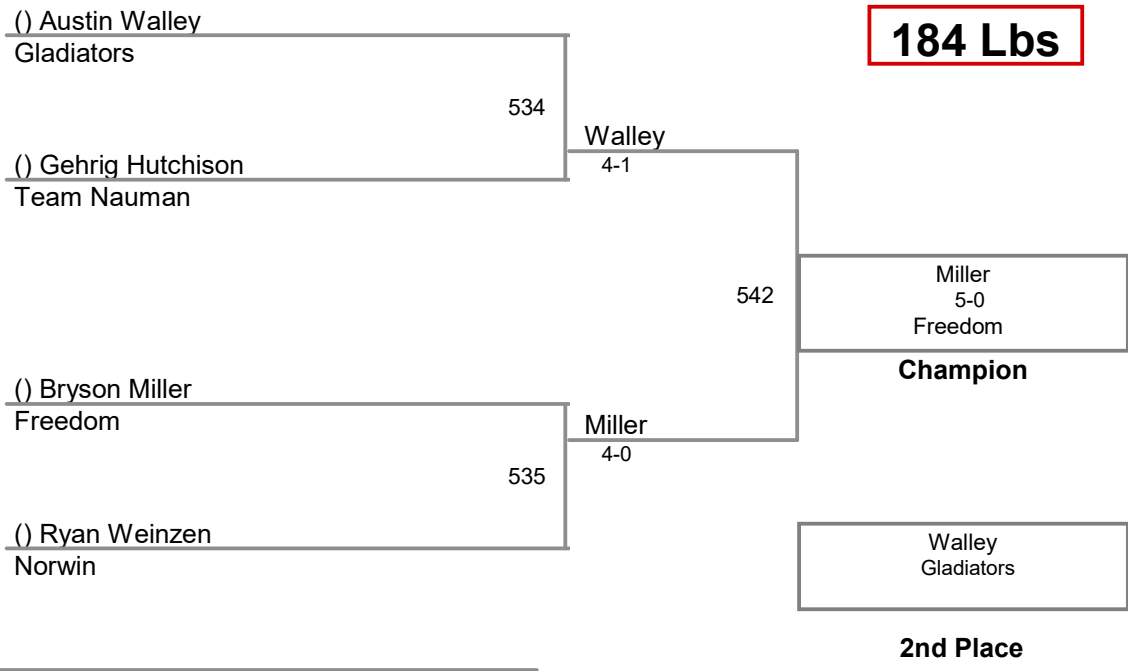 () Austin Walley
Gladiators
184 Lbs
534
Walley
4-1
() Gehrig Hutchison
Team Nauman
542
Miller
5-0
Freedom
Champion
() Bryson Miller
Freedom
Miller
4-0
535
() Ryan Weinzen
Norwin
Walley
Gladiators
2nd Place